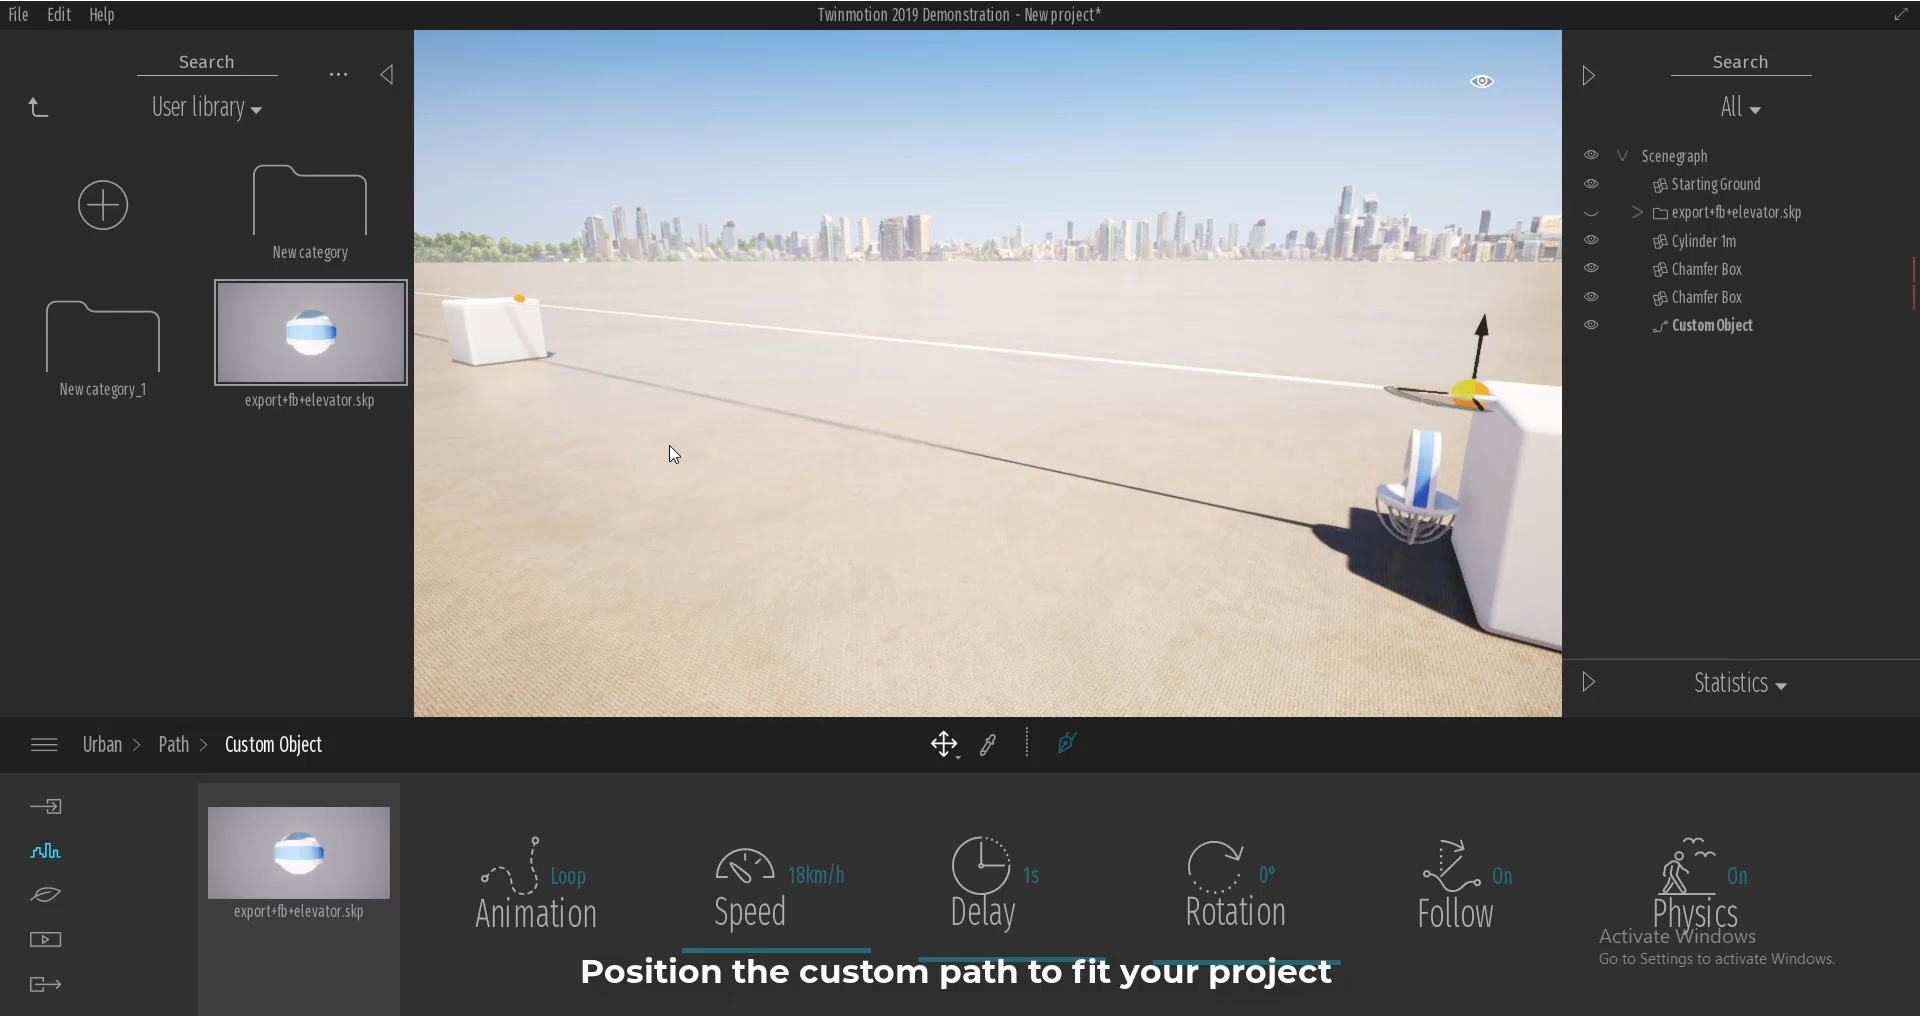 File Edit Help
Twinmotion 2019 Demonstration - New project*
Search
User library
New category
New category_1
export+fb+elevator.skp
Search
All
Scenegraph
Starting Ground
export+fb+elevator.skp
Cylinder 1m
Chamfer Box
Chamfer Box
Custom Object
Statistics
Urban > Path > Custom Object
export+fb+elevator.skp
Loop
Animation
18km/h
Speed
1s
Delay
0°
Rotation
On
Follow
On
Physics
Activate Windows
Go to Settings to activate Windows.
Position the custom path to fit your project